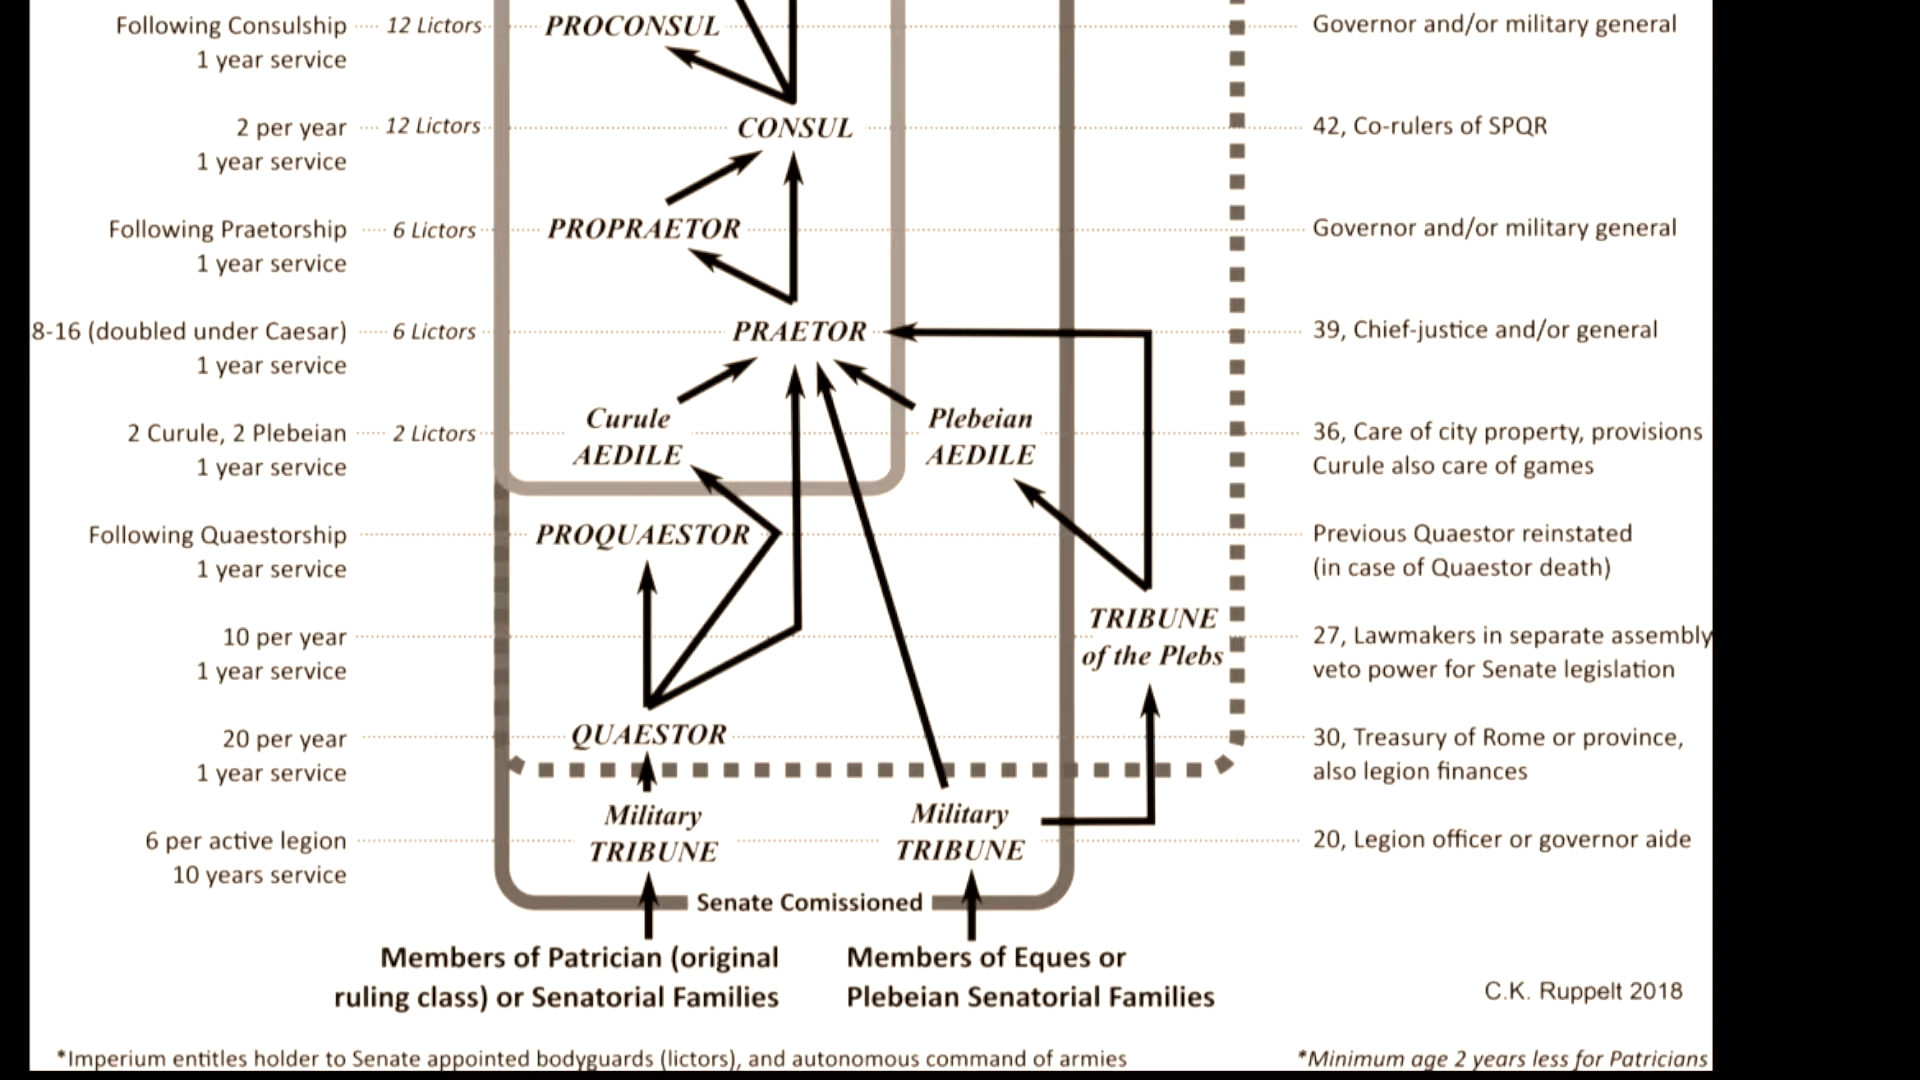 Following Consulship 12 Lictors PROCONSUL Governor and/or military general
1 year service
2 per year 12 Lictors CONSUL 42, Co-rulers of SPQR
1 year service
Following Praetorship 6 Lictors PROPRAETOR Governor and/or military general
1 year service
8-16 (doubled under Caesar) 6 Lictors PRAETOR 39, Chief-justice and/or general
1 year service
Curule Plebeian
2 Curule, 2 Plebeian 2 Lictors 36, Care of city property, provisions
AEDILE AEDILE
1 year service Curule also care of games
Following Quaestorship PROQUAESTOR Previous Quaestor reinstated
1 year service (in case of Quaestor death)
TRIBUNE
10 per year 27, Lawmakers in separate assembly
of the Plebs
1 year service veto power for Senate legislation
20 per year QUAESTOR 30, Treasury of Rome or province,
1 year service also legion finances
Military Military
6 per active legion 20, Legion officer or governor aide
TRIBUNE TRIBUNE
10 years service
Senate Comissioned
Members of Patrician (original Members of Eques or
ruling class) or Senatorial Families Plebeian Senatorial Families
C.K. Ruppelt 2018
*Imperium entitles holder to Senate appointed bodyguards (lictors), and autonomous command of armies *Minimum age 2 years less for Patricians